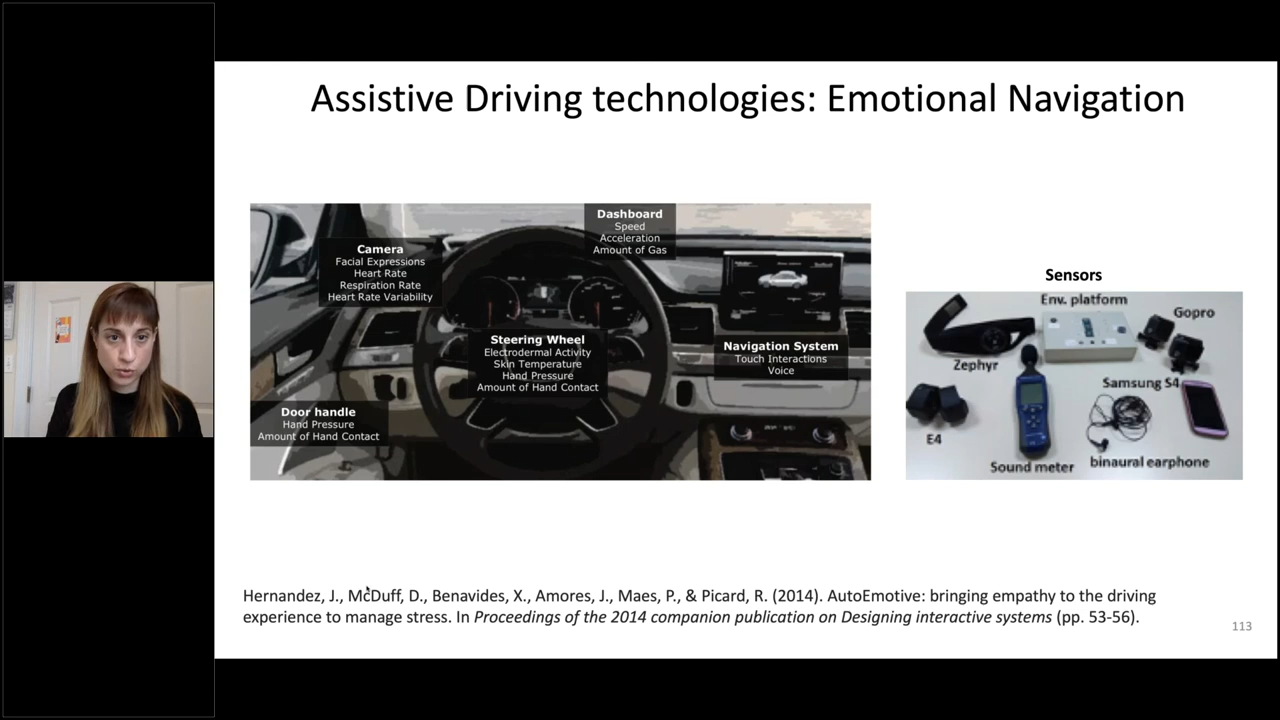 Assistive Driving technologies: Emotional Navigation
Dashboard
Speed
Acceleration
Amount of Gas
Camera
Facial Expressions
Heart Rate
Respiration Rate
Heart Rate Variability
Steering Wheel
Electrodermal Activity
Skin Temperature
Hand Pressure
Amount of Hand Contact
Navigation System
Touch Interactions
Voice
Door handle
Hand Pressure
Amount of Hand Contact
Sensors
Env. platform
Gopro
Zephyr
Samsung S4
E4
Sound meter
binaural earphone
Hernandez, J., McDuff, D., Benavides, X., Amores, J., Maes, P., & Picard, R. (2014). AutoEmotive: bringing empathy to the driving
experience to manage stress. In Proceedings of the 2014 companion publication on Designing interactive systems (pp. 53-56).
113